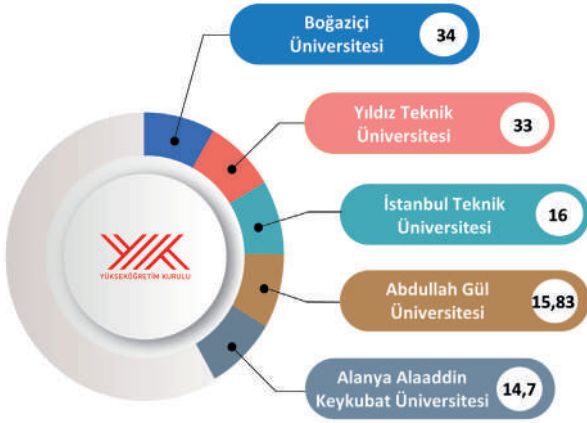 Boğaziçi
Üniversitesi
34
Yıldız Teknik
Üniversitesi
33
İstanbul Teknik
Üniversitesi
16
Abdullah Gül
Üniversitesi
15,83
Alanya Alaaddin
Keykubat Üniversitesi
14,7
YÜKSEKÖĞRETİM KURULU